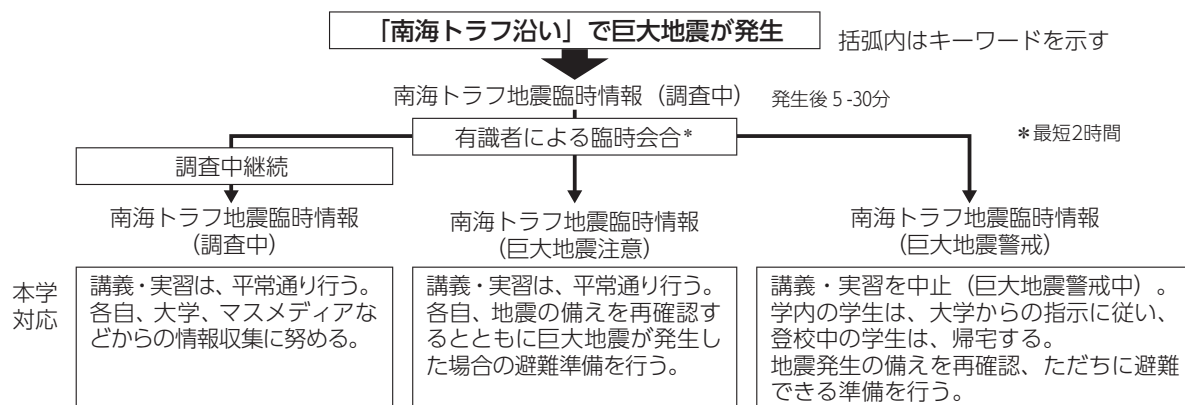 「南海トラフ沿い」で巨大地震が発生
括弧内はキーワードを示す
南海トラフ地震臨時情報（調査中）
発生後 5 -30分
有識者による臨時会合*
*最短2時間
調査中継続
南海トラフ地震臨時情報
（調査中）
南海トラフ地震臨時情報
（巨大地震注意）
南海トラフ地震臨時情報
（巨大地震警戒）
本学
対応
講義・実習は、平常通り行う。
各自、大学、マスメディアな
どからの情報収集に努める。
講義・実習は、平常通り行う。
各自、地震の備えを再確認す
るとともに巨大地震が発生し
た場合の避難準備を行う。
講義・実習を中止（巨大地震警戒中）。
学内の学生は、大学からの指示に従い、
登校中の学生は、帰宅する。
地震発生の備えを再確認、ただちに避難
できる準備を行う。